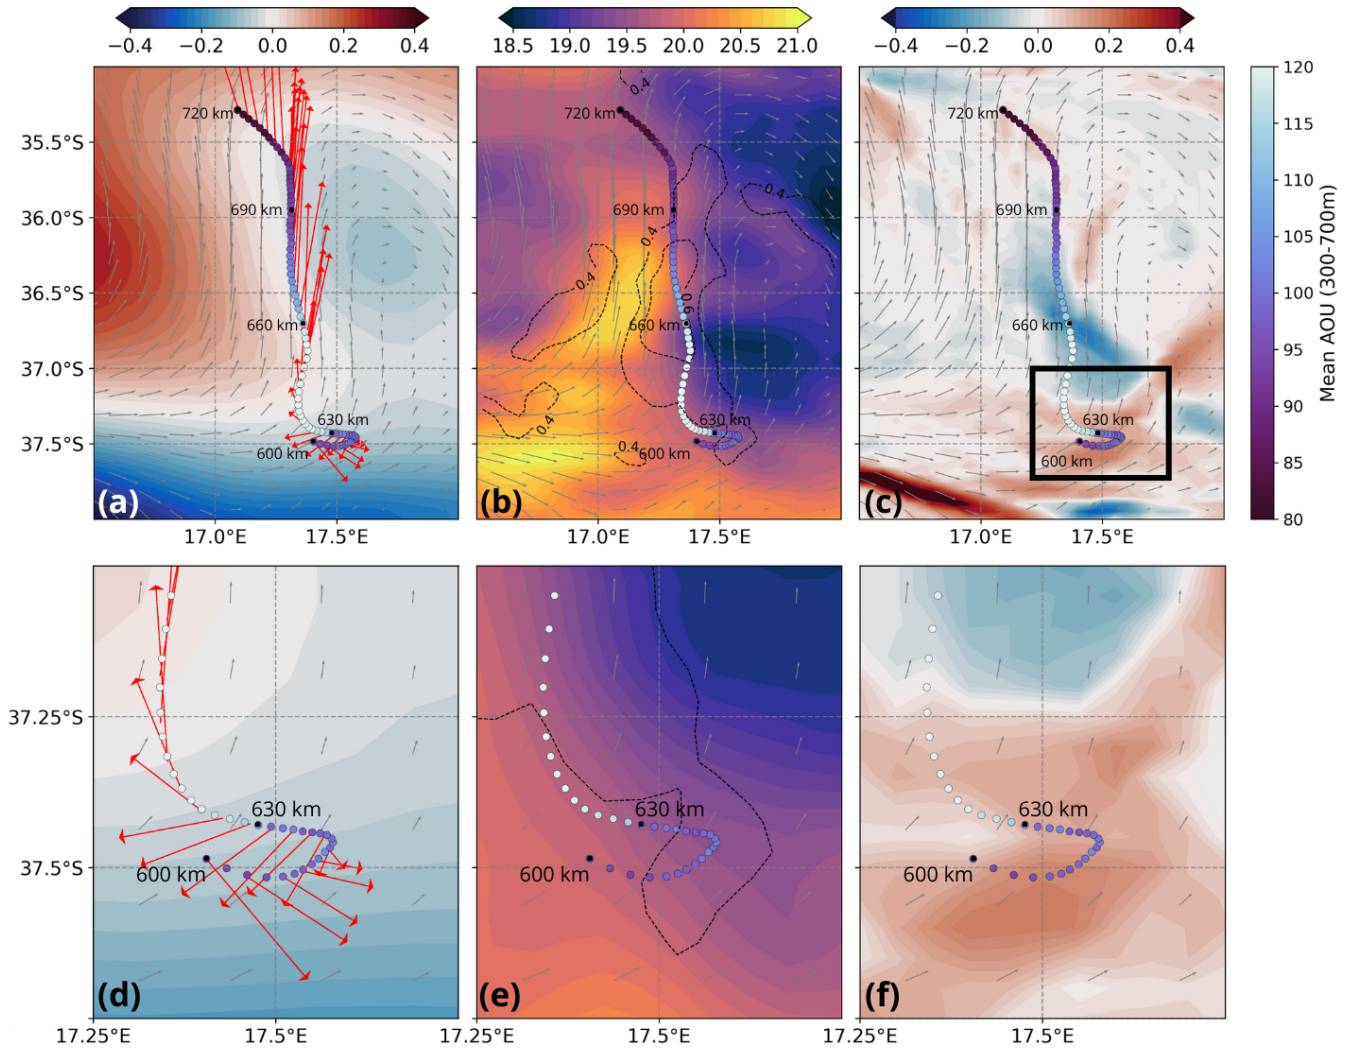 −0.4 −0.2 0.0 0.2 0.4
18.5 19.0 19.5 20.0 20.5 21.0
−0.4 −0.2 0.0 0.2 0.4
35.5°S
36.0°S
36.5°S
37.0°S
37.5°S
720 km
690 km
660 km
630 km
600 km
(a)
17.0°E 17.5°E
0.4
720 km
0.4
690 km
0.4
0.4
0.6
660 km
0.4
630 km
0.4
600 km
(b)
17.0°E 17.5°E
720 km
690 km
660 km
630 km
600 km
(c)
17.0°E 17.5°E
120
115
110
105
100
95
90
85
80
Mean AOU (300-700m)
37.25°S
37.5°S
630 km
600 km
(d)
17.25°E 17.5°E
630 km
600 km
(e)
17.25°E 17.5°E
630 km
600 km
(f)
17.25°E 17.5°E